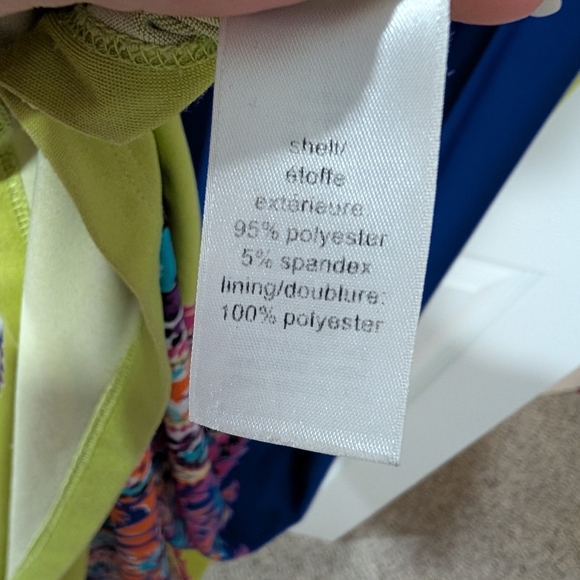 shell/
étoffe
extérieure
95% polyester
5% spandex
lining/doublure:
100% polyester